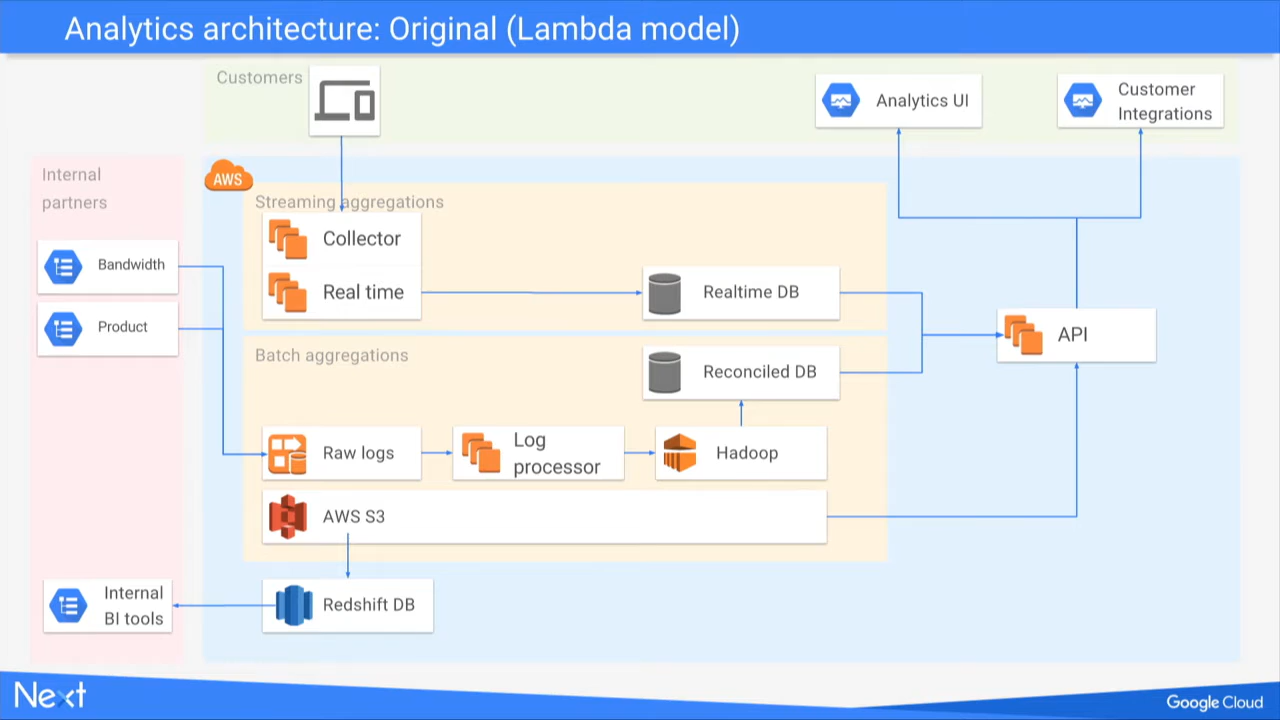 Analytics architecture: Original (Lambda model)
Customers
Analytics UI
Customer
Integrations
Internal
partners
AWS
Streaming aggregations
Collector
Bandwidth
Real time
Realtime DB
Product
API
Batch aggregations
Reconciled DB
Raw logs
Log
processor
Hadoop
AWS S3
Internal
BI tools
Redshift DB
Next
Google Cloud